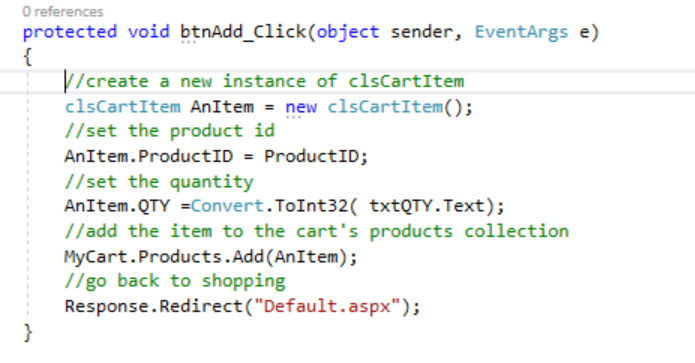 0 references
protected void btnAdd_Click(object sender, EventArgs e)
{
//create a new instance of clsCartItem
clsCartItem AnItem = new clsCartItem();
//set the product id
AnItem.ProductID = ProductID;
//set the quantity
AnItem.QTY =Convert.ToInt32( txtQTY.Text);
//add the item to the cart's products collection
MyCart.Products.Add(AnItem);
//go back to shopping
Response.Redirect("Default.aspx");
}